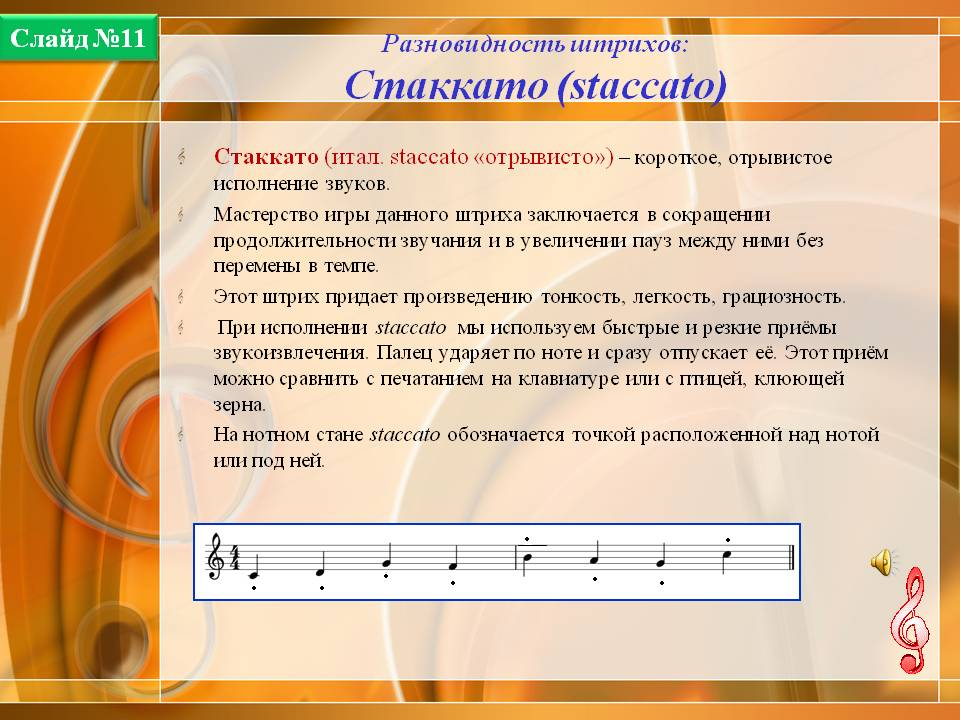 Слайд №11
Разновидность штрихов:
Стаккато (staccato)
Стаккато (итал. staccato «отрывисто») – короткое, отрывистое
исполнение звуков.
Мастерство игры данного штриха заключается в сокращении
продолжительности звучания и в увеличении пауз между ними без
перемены в темпе.
Этот штрих придает произведению тонкость, легкость, грациозность.
При исполнении staccato мы используем быстрые и резкие приёмы
звукоизвлечения. Палец ударяет по ноте и сразу отпускает её. Этот приём
можно сравнить с печатанием на клавиатуре или с птицей, клюющей
зерна.
На нотном стане staccato обозначается точкой расположенной над нотой
или под ней.
4
4